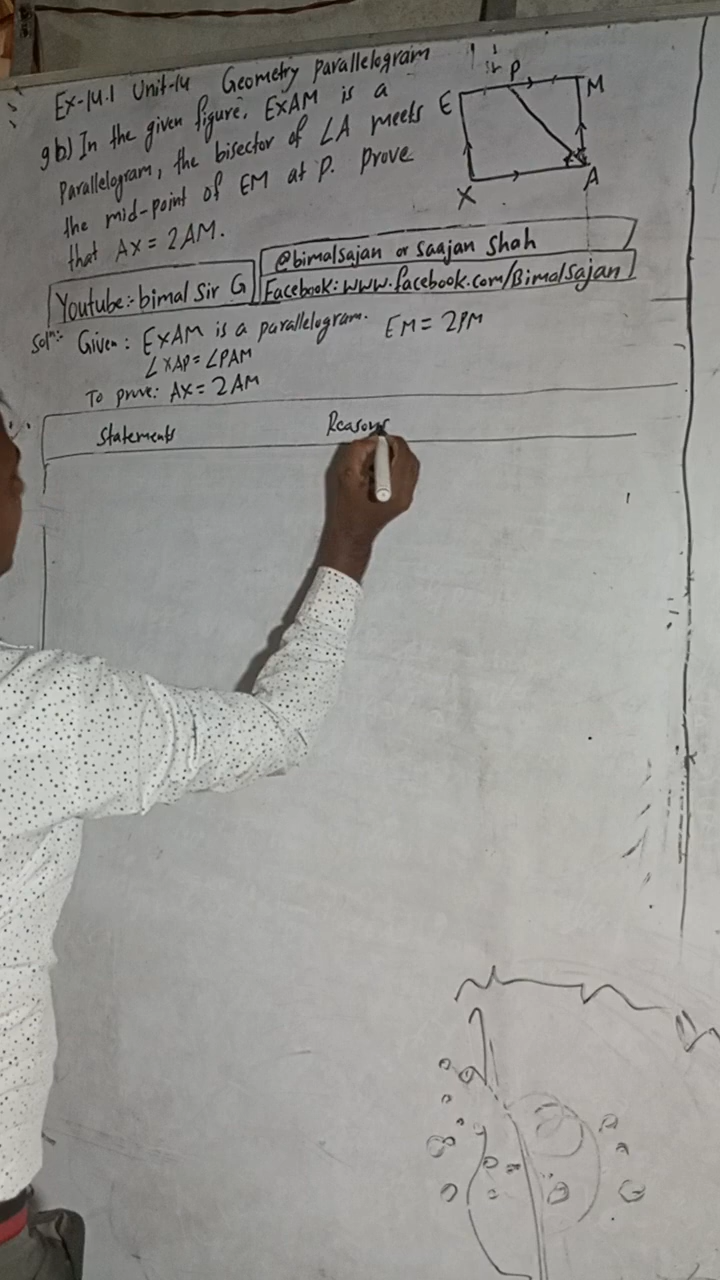 Ex-14.1 Unit-14 Geometry parallelogram
9b) In the given figure, EXAM is a
Parallelogram, the bisector of ∠A meets
the mid-point of EM at P. Prove
that AX = 2AM.
E P M
X A
Youtube:- bimal Sir G
@bimalsajan or Saajan Shah
Facebook: www.facebook.com/Bimalsajan
Solⁿ:- Given: EXAM is a parallelogram. EM = 2PM
∠XAP = ∠PAM
To prove: AX = 2AM
Statements Reasons